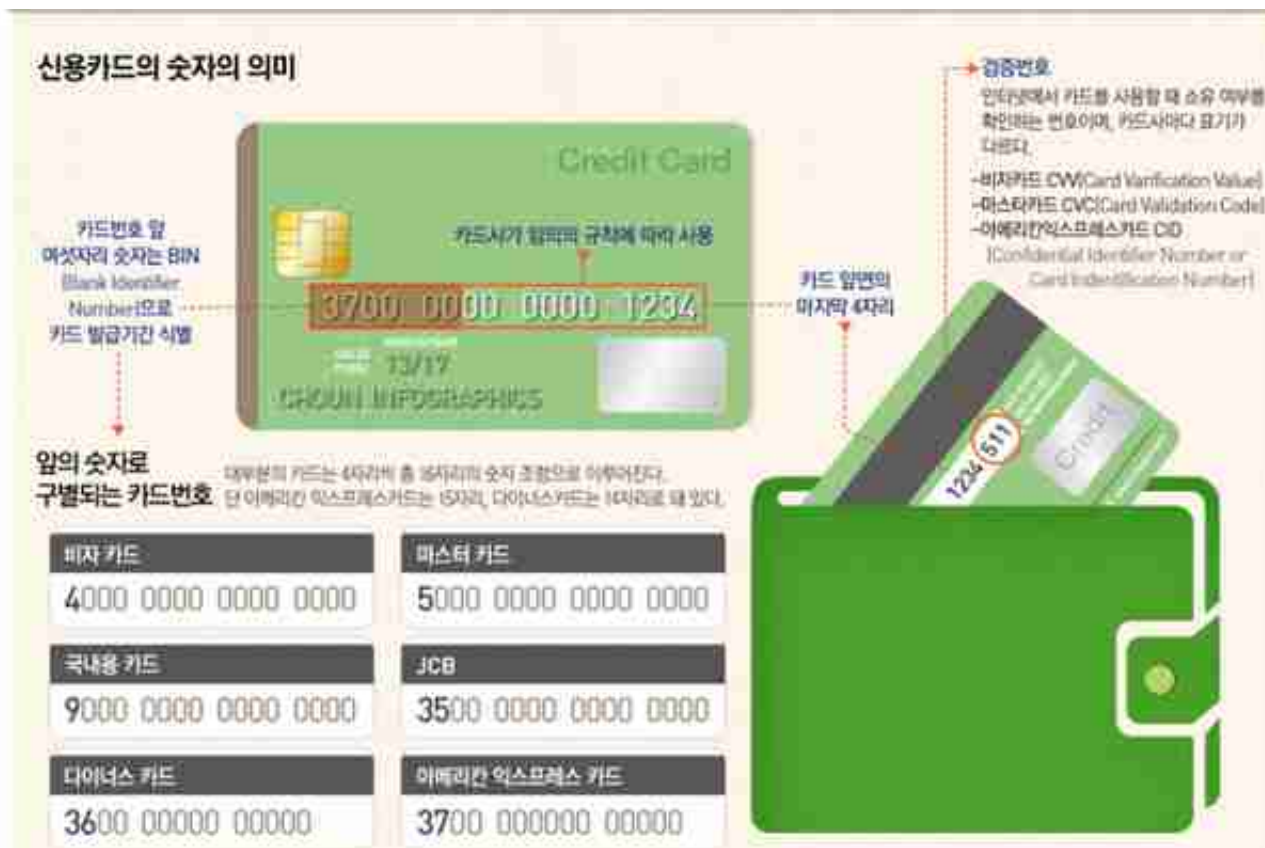 신용카드의 숫자의 의미
Credit Card
카드번호 앞
여섯자리 숫자는 BIN
(Blank Identifier
Number)으로
카드 발급기관 식별
카드사가 임의의 규칙에 따라 사용
3700 0000 0000 1234
13/17
CHOUN INFOGRAPHICS
카드 앞면의
마지막 4자리
검증번호
인터넷에서 카드를 사용할 때 소유 여부를
확인하는 번호이며, 카드사마다 표기가
다르다.
-비자카드 CVV(Card Varification Value)
-마스타카드 CVC(Card Validation Code)
-아메리칸익스프레스카드 CID
(Confidential Identifier Number or
Card Indentification Number)
1234 511
Credit
앞의 숫자로
구별되는 카드번호
대부분의 카드는 4자리씩 총 16자리의 숫자 조합으로 이루어진다.
단 아메리칸 익스프레스카드는 15자리, 다이너스카드는 14자리로 돼 있다.
비자 카드
4000 0000 0000 0000
마스터 카드
5000 0000 0000 0000
국내용 카드
9000 0000 0000 0000
JCB
3500 0000 0000 0000
다이너스 카드
3600 00000 00000
아메리칸 익스프레스 카드
3700 000000 00000